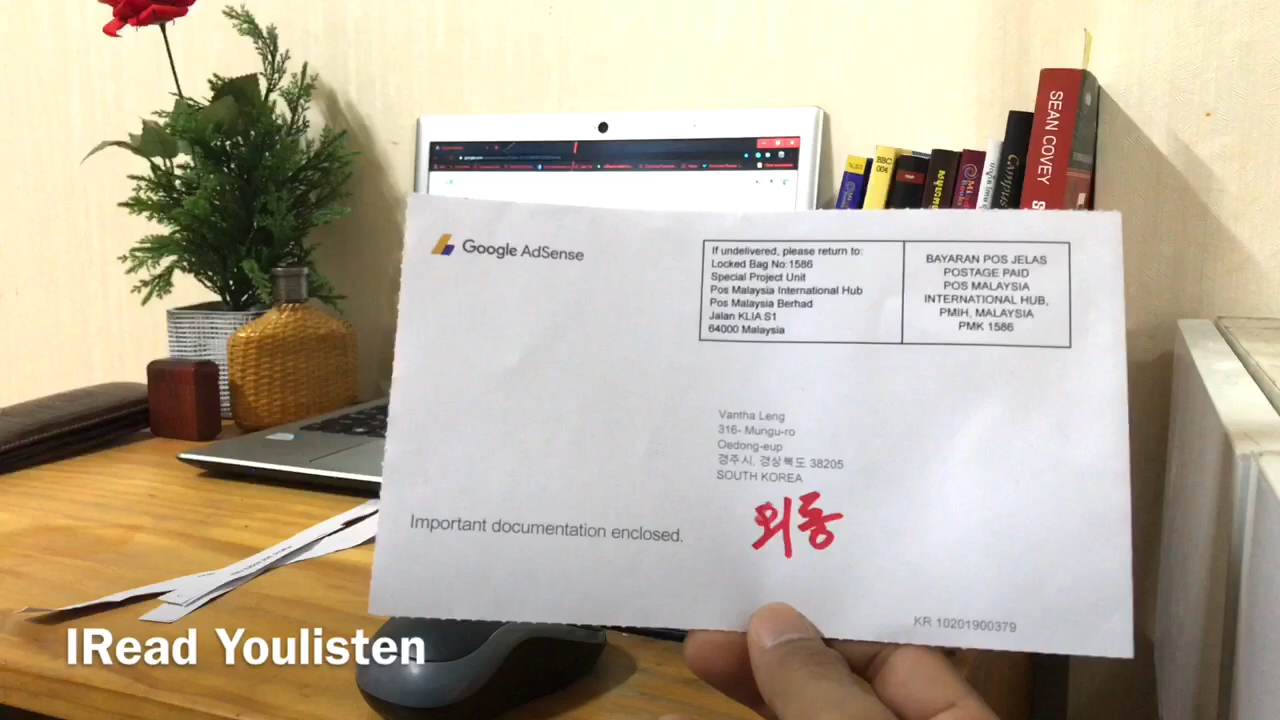 SEAN COVEY
BBC
004
Campus
Google AdSense
If undelivered, please return to:
Locked Bag No:1586
Special Project Unit
Pos Malaysia International Hub
Pos Malaysia Berhad
Jalan KLIA S1
64000 Malaysia
BAYARAN POS JELAS
POSTAGE PAID
POS MALAYSIA
INTERNATIONAL HUB,
PMIH, MALAYSIA
PMK 1586
Vantha Leng
316- Mungu-ro
Oedong-eup
경주시, 경상북도 38205
SOUTH KOREA
외동
Important documentation enclosed.
KR 10201900379
IRead Youlisten